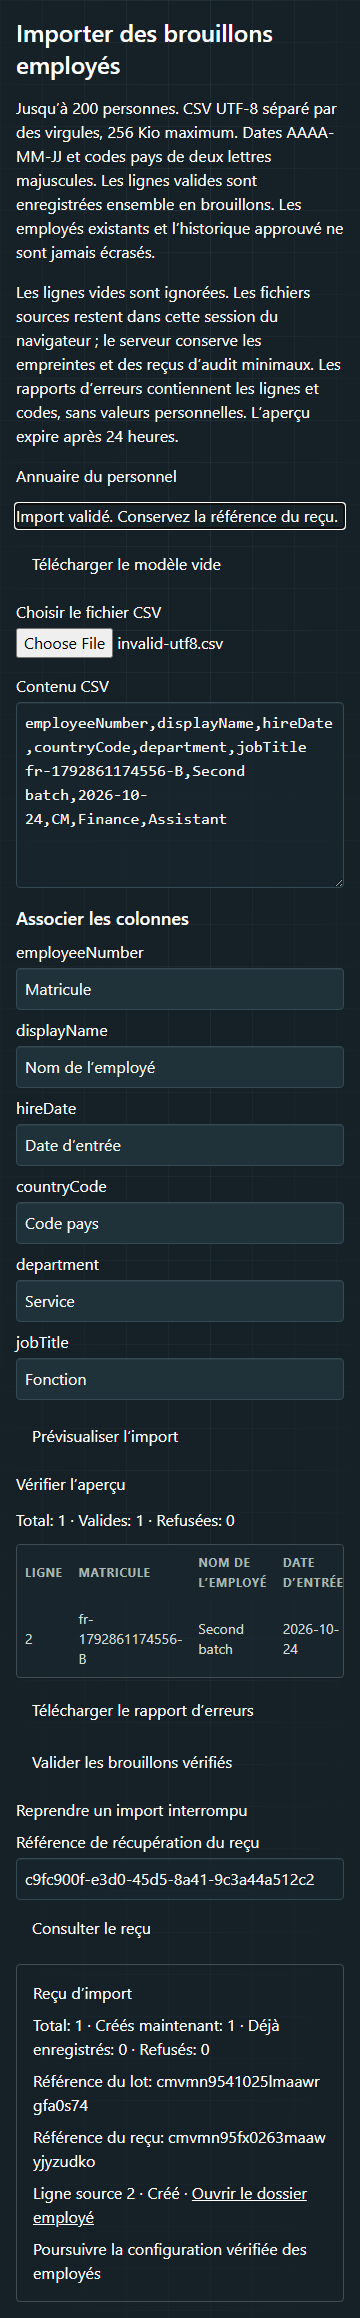 Importer des brouillons
employés
Jusqu’à 200 personnes. CSV UTF-8 séparé par
des virgules, 256 Kio maximum. Dates AAAA-
MM-JJ et codes pays de deux lettres
majuscules. Les lignes valides sont
enregistrées ensemble en brouillons. Les
employés existants et l’historique approuvé ne
sont jamais écrasés.
Les lignes vides sont ignorées. Les fichiers
sources restent dans cette session du
navigateur ; le serveur conserve les
empreintes et des reçus d’audit minimaux. Les
rapports d’erreurs contiennent les lignes et
codes, sans valeurs personnelles. L’aperçu
expire après 24 heures.
Annuaire du personnel
Import validé. Conservez la référence du reçu.
Télécharger le modèle vide
Choisir le fichier CSV
Choose File invalid-utf8.csv
Contenu CSV
employeeNumber,displayName,hireDate
,countryCode,department,jobTitle
fr-1792861174556-B,Second
batch,2026-10-
24,CM,Finance,Assistant
Associer les colonnes
employeeNumber
Matricule
displayName
Nom de l’employé
hireDate
Date d’entrée
countryCode
Code pays
department
Service
jobTitle
Fonction
Prévisualiser l’import
Vérifier l’aperçu
Total: 1 · Valides: 1 · Refusées: 0
LIGNE MATRICULE NOM DE L’EMPLOYÉ DATE D’ENTRÉE
2 fr-1792861174556-B Second batch 2026-10-24
Télécharger le rapport d’erreurs
Valider les brouillons vérifiés
Reprendre un import interrompu
Référence de récupération du reçu
c9fc900f-e3d0-45d5-8a41-9c3a44a512c2
Consulter le reçu
Reçu d’import
Total: 1 · Créés maintenant: 1 · Déjà
enregistrés: 0 · Refusés: 0
Référence du lot: cmvmn9541025lmaawr
gfa0s74
Référence du reçu: cmvmn95fx0263maaw
yjyzudko
Ligne source 2 · Créé · Ouvrir le dossier
employé
Poursuivre la configuration vérifiée des
employés